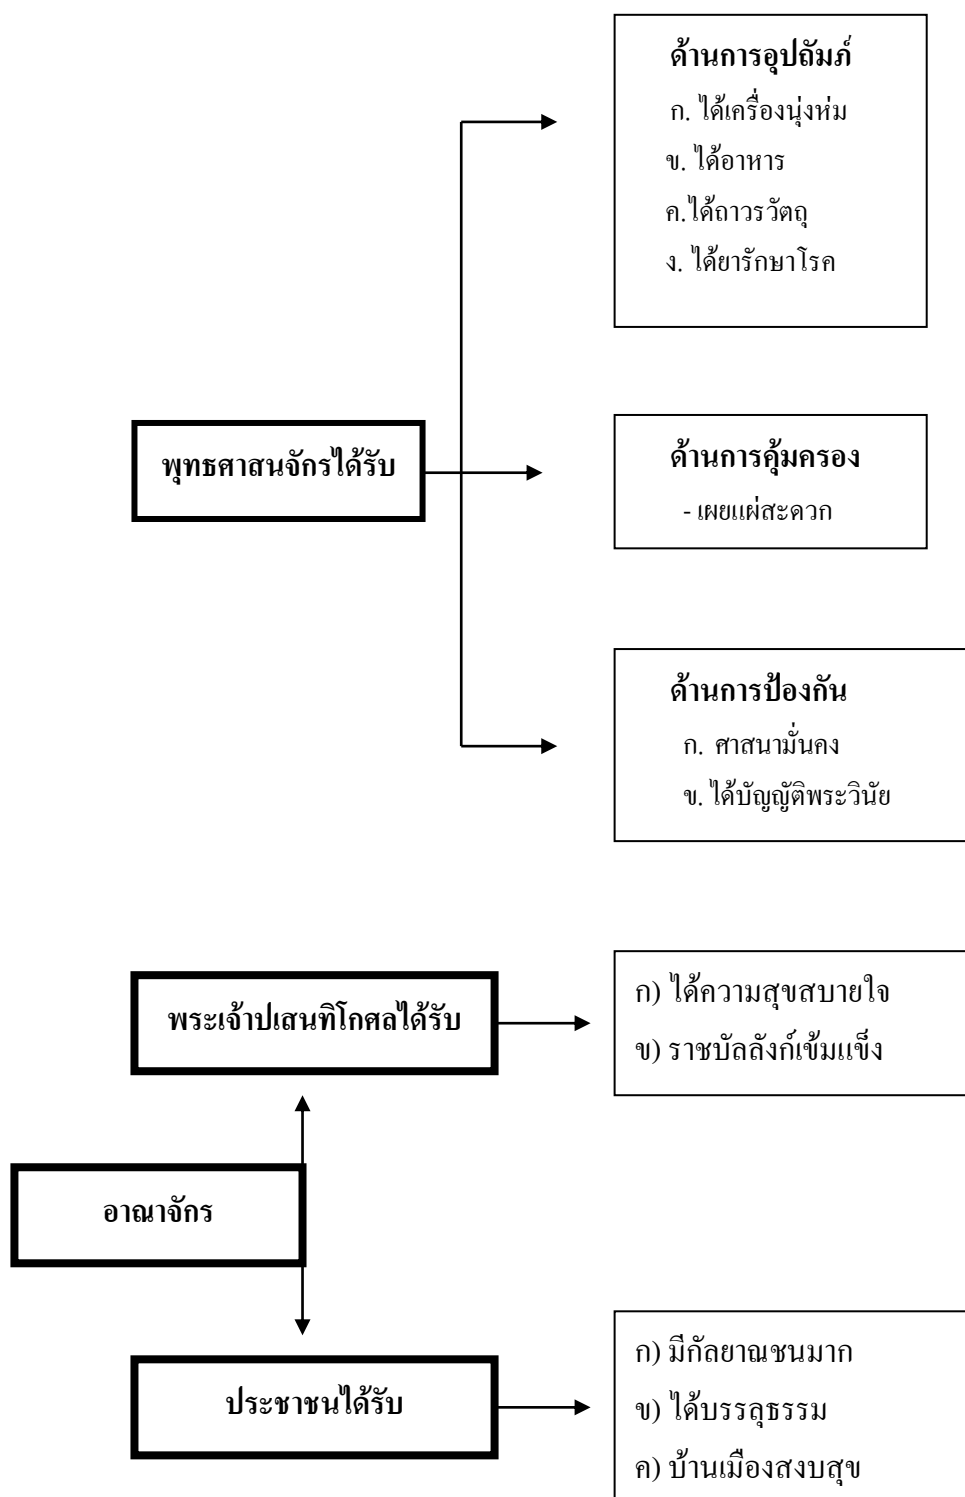 ด้านการอุปถัมภ์
ก. ได้เครื่องนุ่งห่ม
ข. ได้อาหาร
ค.ได้ถาวรวัตถุ
ง. ได้ยารักษาโรค
พุทธศาสนจักรได้รับ
ด้านการคุ้มครอง
- เผยแผ่สะดวก
ด้านการป้องกัน
ก. ศาสนามั่นคง
ข. ได้บัญญัติพระวินัย
พระเจ้าปเสนทิโกศลได้รับ
ก) ได้ความสุขสบายใจ
ข) ราชบัลลังก์เข้มแข็ง
อาณาจักร
ประชาชนได้รับ
ก) มีกัลยาณชนมาก
ข) ได้บรรลุธรรม
ค) บ้านเมืองสงบสุข